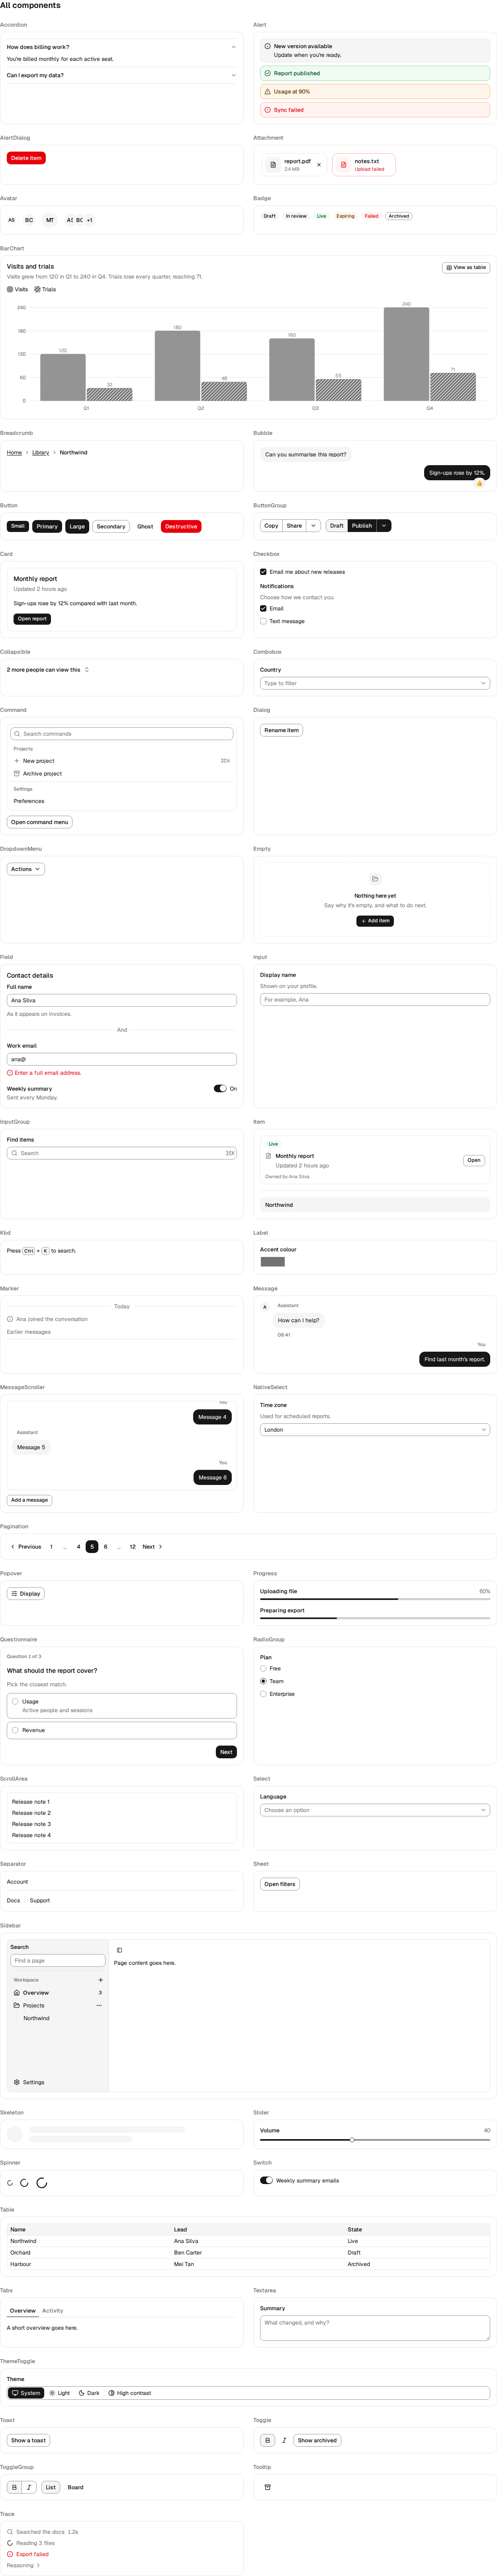 All components
Accordion
How does billing work?
You're billed monthly for each active seat.
Can I export my data?
Alert
New version available
Update when you're ready.
Report published
Usage at 90%
Sync failed
AlertDialog
Delete item
Attachment
report.pdf
2.4 MB
notes.txt
Upload failed
Avatar
AS
BC
MT
+1
Badge
Draft
In review
Live
Expiring
Failed
Archived
BarChart
Visits and trials
Visits grew from 120 in Q1 to 240 in Q4. Trials rose every quarter, reaching 71.
View as table
Visits
Trials
240
180
120
60
0
120
32
180
48
160
55
240
71
Q1
Q2
Q3
Q4
Breadcrumb
Home
Library
Northwind
Bubble
Can you summarise this report?
Sign-ups rose by 12%.
Button
Small
Primary
Large
Secondary
Ghost
Destructive
ButtonGroup
Copy
Share
Draft
Publish
Card
Monthly report
Updated 2 hours ago
Sign-ups rose by 12% compared with last month.
Open report
Checkbox
Email me about new releases
Notifications
Choose how we contact you.
Email
Text message
Collapsible
2 more people can view this
Combobox
Country
Type to filter
Command
Search commands
Projects
New project
⌘N
Archive project
Settings
Preferences
Open command menu
Dialog
Rename item
DropdownMenu
Actions
Empty
Nothing here yet
Say why it's empty, and what to do next.
Add item
Field
Contact details
Full name
Ana Silva
As it appears on invoices.
And
Work email
ana@
Enter a full email address.
Weekly summary
On
Sent every Monday.
Input
Display name
Shown on your profile.
For example, Ana
InputGroup
Find items
Search
⌘K
Item
Live
Monthly report
Updated 2 hours ago
Open
Owned by Ana Silva
Northwind
Kbd
Press Ctrl + K to search.
Label
Accent colour
Marker
Today
Ana joined the conversation
Earlier messages
Message
A
Assistant
How can I help?
09:41
You
Find last month's report.
MessageScroller
You
Message 4
Assistant
Message 5
You
Message 6
Add a message
NativeSelect
Time zone
Used for scheduled reports.
London
Pagination
Previous 1 … 4 5 6 … 12 Next
Popover
Display
Progress
Uploading file
60%
Preparing export
Questionnaire
Question 1 of 3
What should the report cover?
Pick the closest match.
Usage
Active people and sessions
Revenue
Next
RadioGroup
Plan
Free
Team
Enterprise
ScrollArea
Release note 1
Release note 2
Release note 3
Release note 4
Select
Language
Choose an option
Separator
Account
Docs
Support
Sheet
Open filters
Sidebar
Search
Find a page
Workspace
Overview
3
Projects
Northwind
Settings
Page content goes here.
Skeleton
Slider
Volume
40
Spinner
Switch
Weekly summary emails
Table
Name Lead State
Northwind Ana Silva Live
Orchard Ben Carter Draft
Harbour Mei Tan Archived
Tabs
Overview
Activity
A short overview goes here.
Textarea
Summary
What changed, and why?
ThemeToggle
Theme
System
Light
Dark
High contrast
Toast
Show a toast
Toggle
B
I
Show archived
ToggleGroup
B
I
List
Board
Tooltip
Trace
Searched the docs 1.2s
Reading 3 files
Export failed
Reasoning